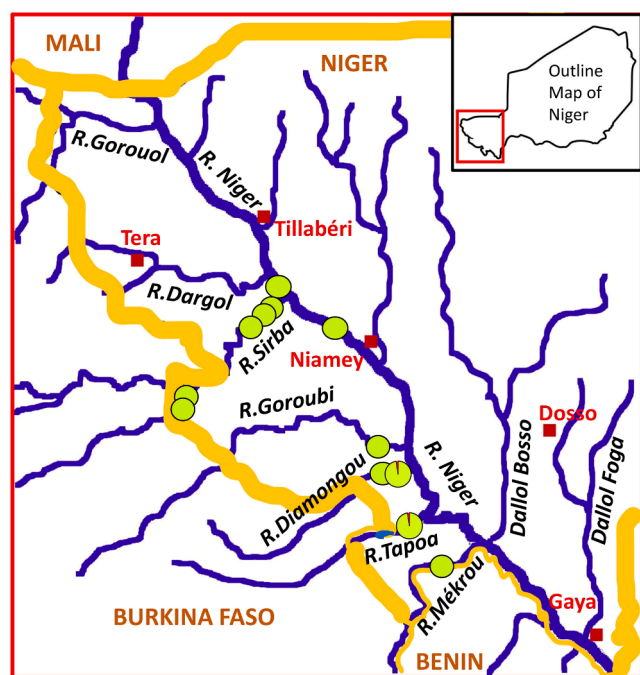 MALI
NIGER
Outline
Map of
Niger
R.Gorouol
R. Niger
Tillabéri
Tera
R.Dargol
R.Sirba
Niamey
R.Goroubi
Dosso
R.Diamongou
R. Niger
Dallol Bosso
Dallol Foga
R.Tapoa
R.Mékrou
Gaya
BURKINA FASO
BENIN